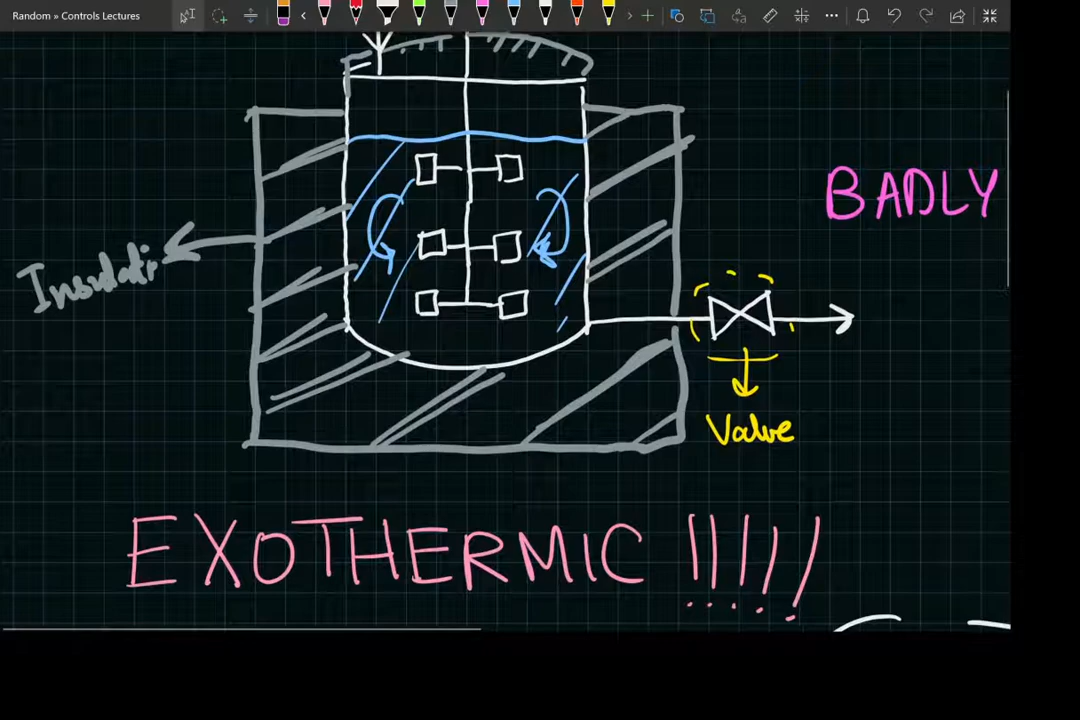 Random » Controls Lectures
BADLY
Insulati
Valve
EXOTHERMIC !!!!!